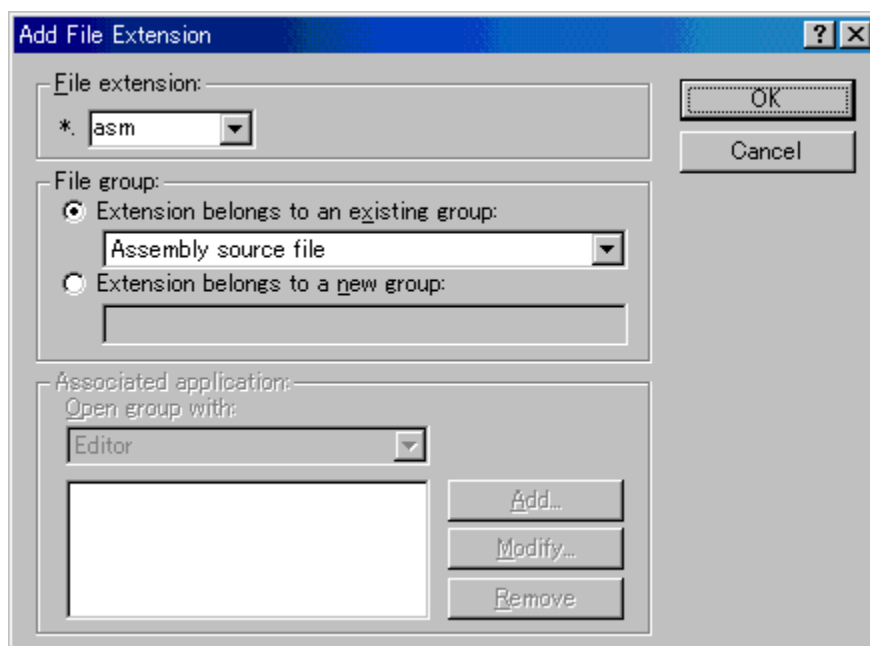 Add File Extension
File extension:
*. asm
OK
Cancel
File group:
Extension belongs to an existing group:
Assembly source file
Extension belongs to a new group:
Associated application:
Open group with:
Editor
Add...
Modify...
Remove